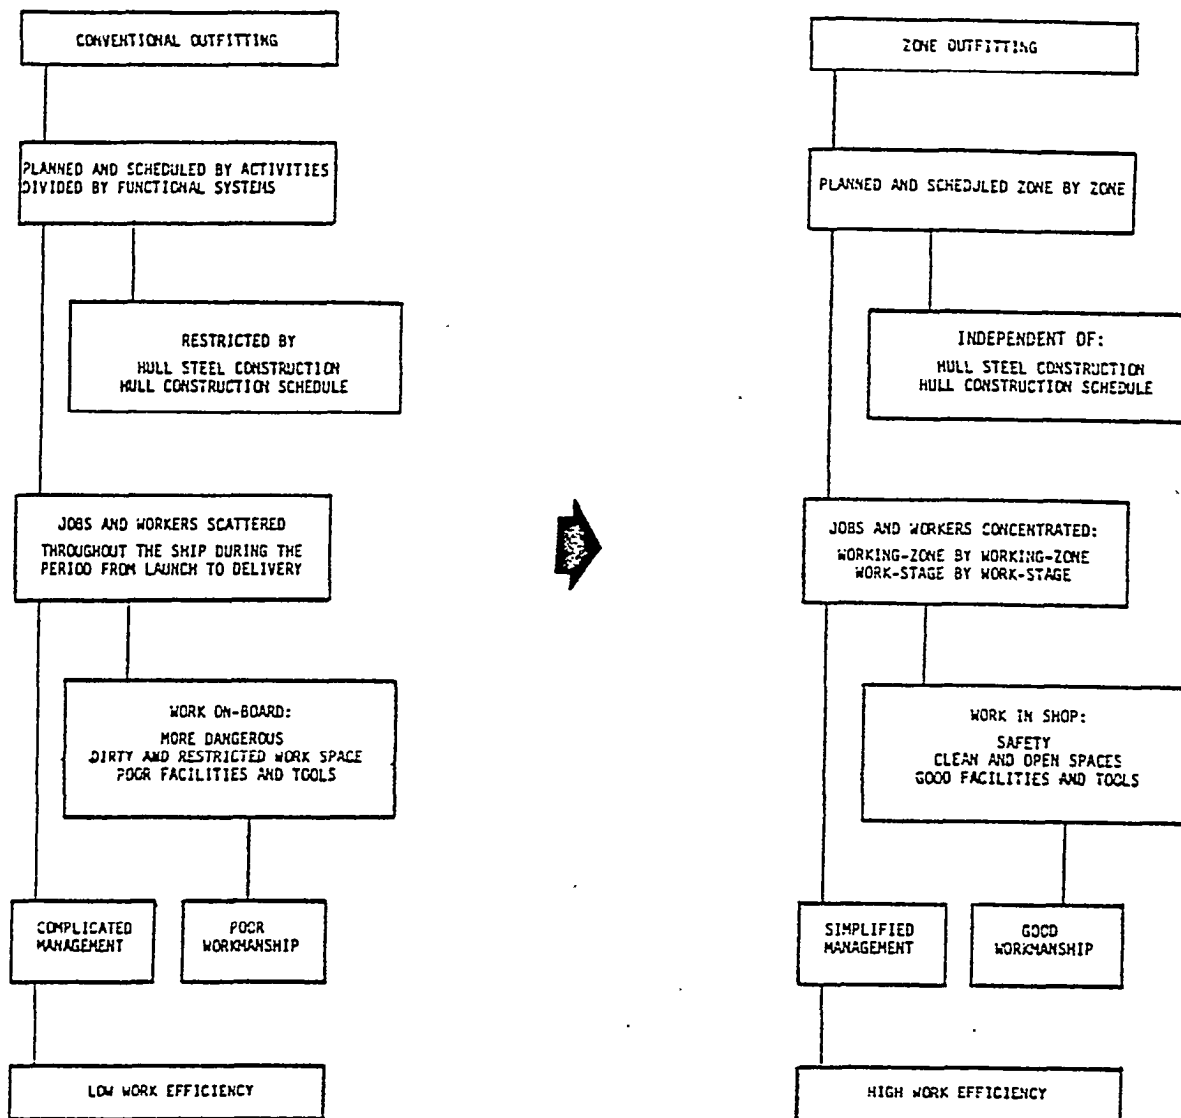 CONVENTIONAL OUTFITTING
PLANNED AND SCHEDULED BY ACTIVITIES
DIVIDED BY FUNCTIONAL SYSTEMS
RESTRICTED BY
HULL STEEL CONSTRUCTION
HULL CONSTRUCTION SCHEDULE
JOBS AND WORKERS SCATTERED
THROUGHOUT THE SHIP DURING THE
PERIOD FROM LAUNCH TO DELIVERY
WORK ON-BOARD:
MORE DANGEROUS
DIRTY AND RESTRICTED WORK SPACE
POOR FACILITIES AND TOOLS
COMPLICATED
MANAGEMENT
POOR
WORKMANSHIP
LOW WORK EFFICIENCY
ZONE OUTFITTING
PLANNED AND SCHEDULED ZONE BY ZONE
INDEPENDENT OF:
HULL STEEL CONSTRUCTION
HULL CONSTRUCTION SCHEDULE
JOBS AND WORKERS CONCENTRATED:
WORKING-ZONE BY WORKING-ZONE
WORK-STAGE BY WORK-STAGE
WORK IN SHOP:
SAFETY
CLEAN AND OPEN SPACES
GOOD FACILITIES AND TOOLS
SIMPLIFIED
MANAGEMENT
GOOD
WORKMANSHIP
HIGH WORK EFFICIENCY